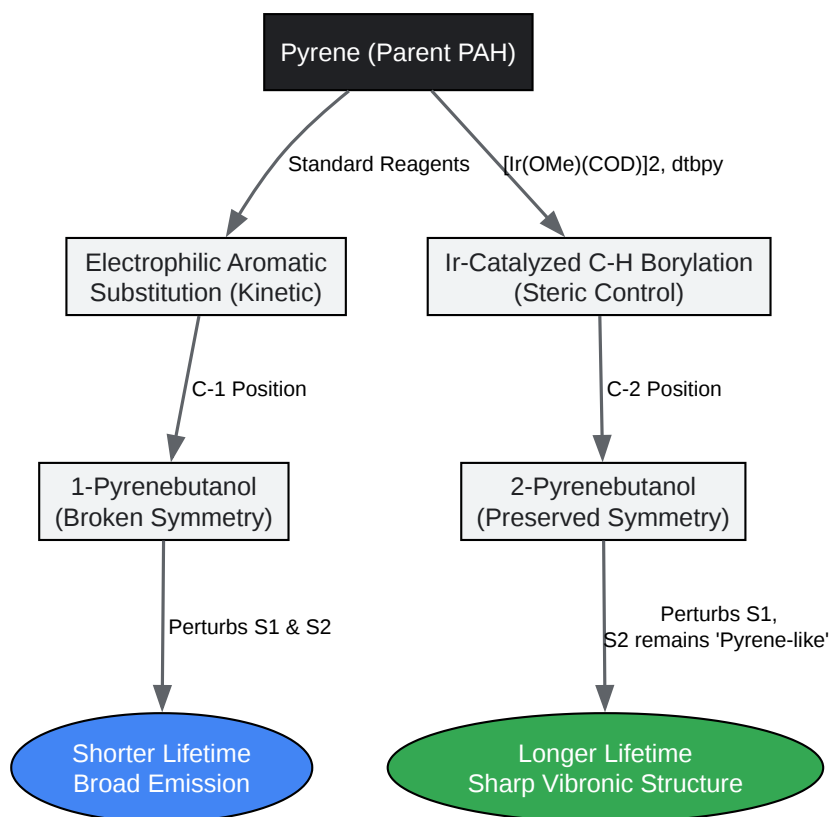 Pyrene (Parent PAH)
Standard Reagents
[Ir(OMe)(COD)]2, dtbpy
Electrophilic Aromatic
Substitution (Kinetic)
Ir-Catalyzed C-H Borylation
(Steric Control)
C-1 Position
C-2 Position
1-Pyrenebutanol
(Broken Symmetry)
2-Pyrenebutanol
(Preserved Symmetry)
Perturbs S1 & S2
Perturbs S1,
S2 remains 'Pyrene-like'
Shorter Lifetime
Broad Emission
Longer Lifetime
Sharp Vibronic Structure